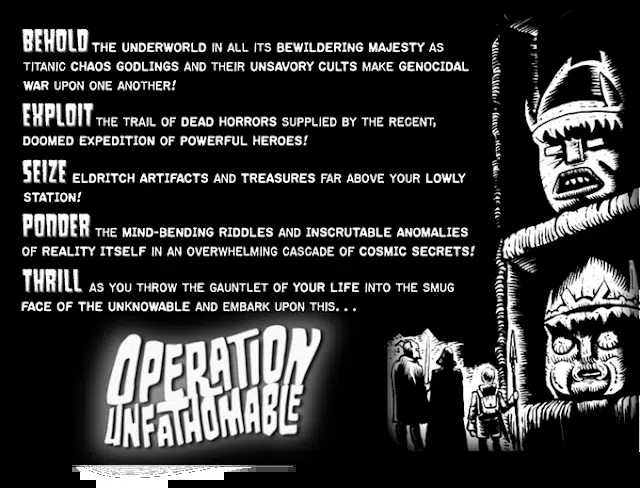 BEHOLD THE UNDERWORLD IN ALL ITS BEWILDERING MAJESTY AS
TITANIC CHAOS GODLINGS AND THEIR UNSAVORY CULTS MAKE GENOCIDAL
WAR UPON ONE ANOTHER!
EXPLOIT THE TRAIL OF DEAD HORRORS SUPPLIED BY THE RECENT,
DOOMED EXPEDITION OF POWERFUL HEROES!
SEIZE ELDRITCH ARTIFACTS AND TREASURES FAR ABOVE YOUR LOWLY
STATION!
PONDER THE MIND-BENDING RIDDLES AND INSCRUTABLE ANOMALIES
OF REALITY ITSELF IN AN OVERWHELMING CASCADE OF COSMIC SECRETS!
THRILL AS YOU THROW THE GAUNTLET OF YOUR LIFE INTO THE SMUG
FACE OF THE UNKNOWABLE AND EMBARK UPON THIS...
OPERATION
UNFATHOMABLE